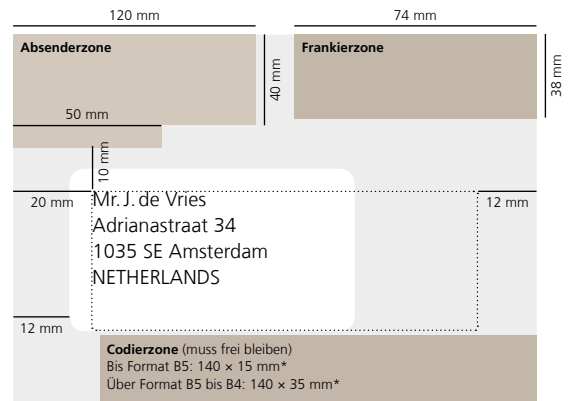 120 mm
74 mm
Absenderzone
Frankierzone
40 mm
38 mm
50 mm
10 mm
20 mm
12 mm
Mr. J. de Vries
Adrianastraat 34
1035 SE Amsterdam
NETHERLANDS
12 mm
Codierzone (muss frei bleiben)
Bis Format B5: 140 × 15 mm*
Über Format B5 bis B4: 140 × 35 mm*